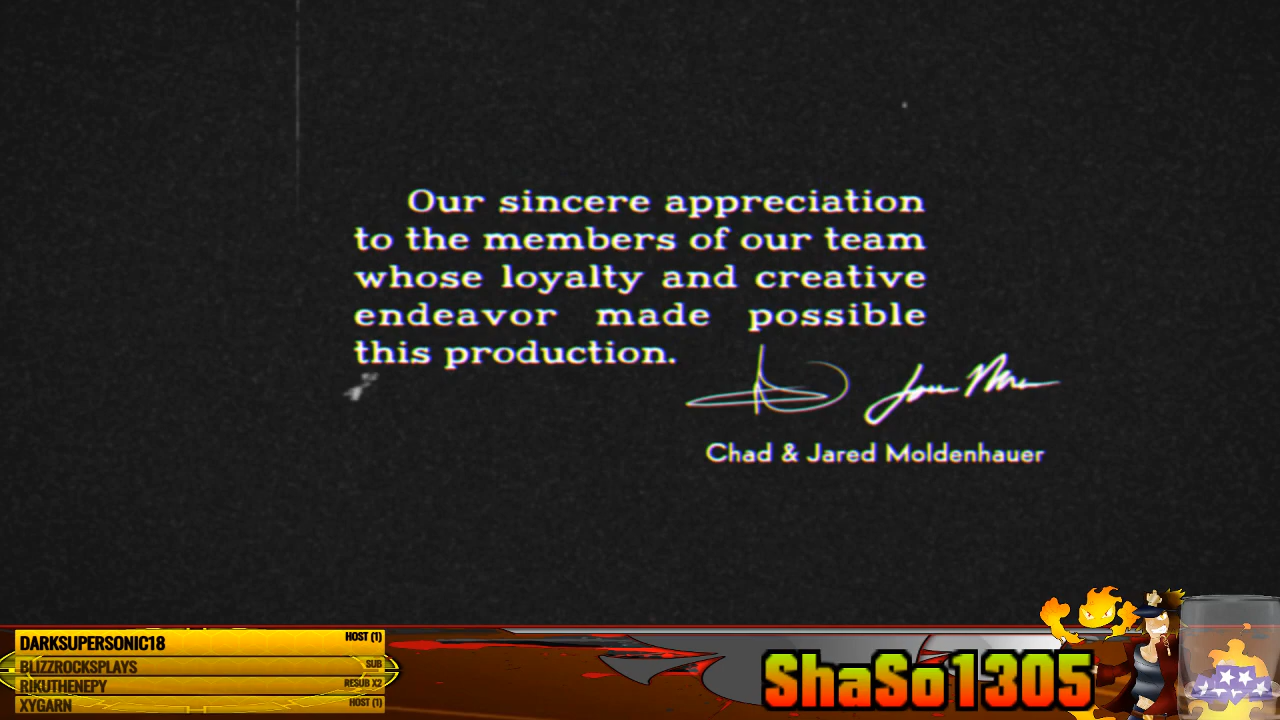 Our sincere appreciation
to the members of our team
whose loyalty and creative
endeavor made possible
this production.
Chad & Jared Moldenhauer
DARKSUPERSONIC18 HOST (1)
BLIZZROCKSPLAYS SUB
RIKUTHENEPY RESUB X2
XYGARN HOST (1)
ShaSo1305